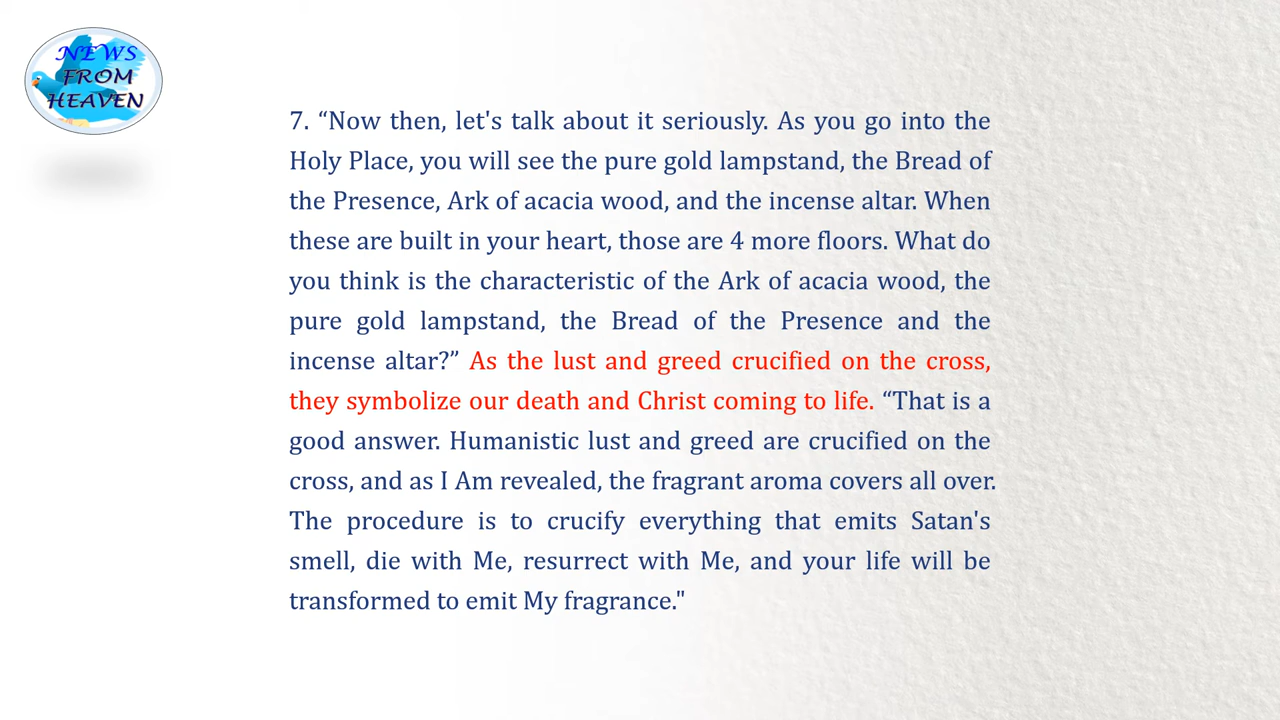 NEWS
FROM
HEAVEN
7. “Now then, let's talk about it seriously. As you go into the
Holy Place, you will see the pure gold lampstand, the Bread of
the Presence, Ark of acacia wood, and the incense altar. When
these are built in your heart, those are 4 more floors. What do
you think is the characteristic of the Ark of acacia wood, the
pure gold lampstand, the Bread of the Presence and the
incense altar?” As the lust and greed crucified on the cross,
they symbolize our death and Christ coming to life. “That is a
good answer. Humanistic lust and greed are crucified on the
cross, and as I Am revealed, the fragrant aroma covers all over.
The procedure is to crucify everything that emits Satan's
smell, die with Me, resurrect with Me, and your life will be
transformed to emit My fragrance."